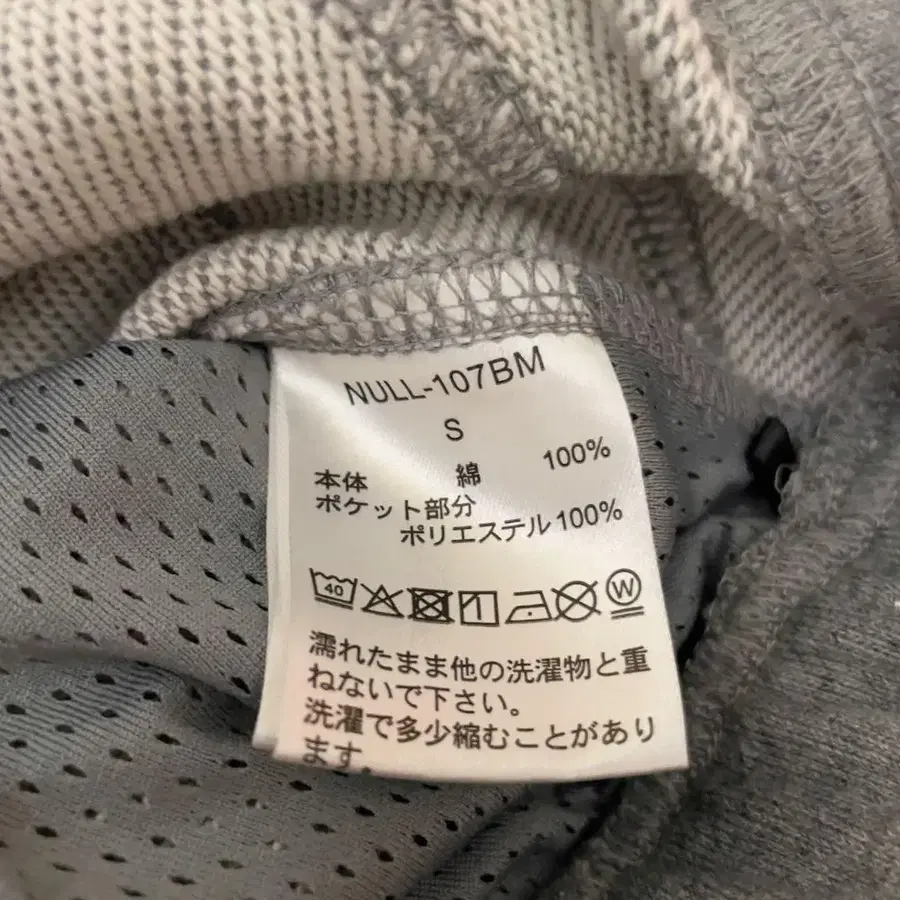 NULL-107BM
S
本体 綿 100%
ポケット部分
ポリエステル100%
40 W
濡れたまま他の洗濯物と重
ねないで下さい。
洗濯で多少縮むことがあり
ます。